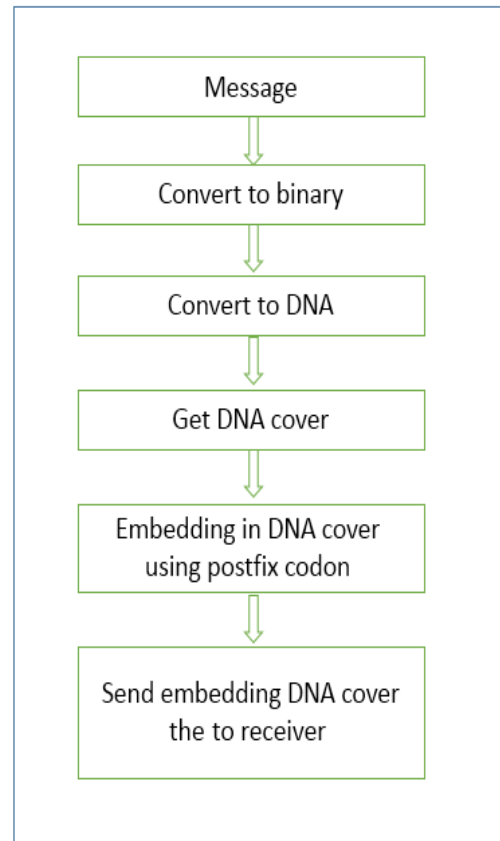 Message
Convert to binary
Convert to DNA
Get DNA cover
Embedding in DNA cover
using postfix codon
Send embedding DNA cover
the to receiver